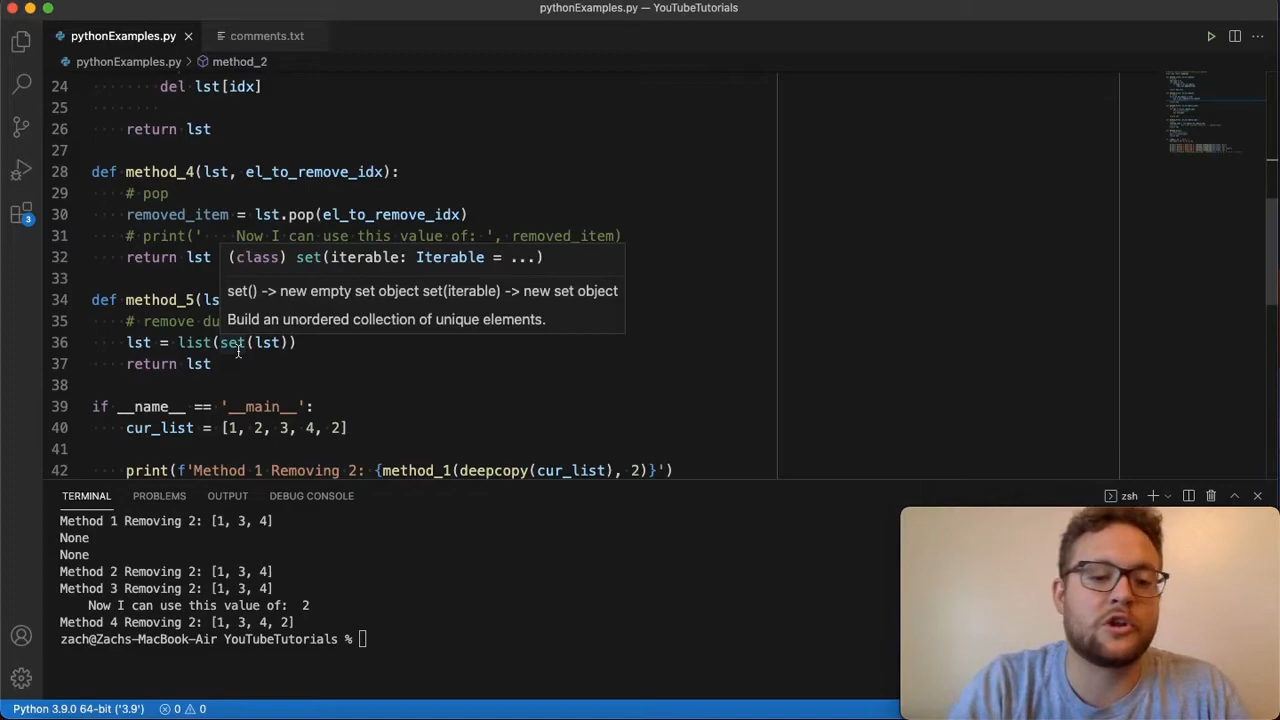 pythonExamples.py — YouTubeTutorials
pythonExamples.py
comments.txt
pythonExamples.py > method_2
24 del lst[idx]
25
26 return lst
27
28 def method_4(lst, el_to_remove_idx):
29 # pop
30 removed_item = lst.pop(el_to_remove_idx)
31 # print('    Now I can use this value of: ', removed_item)
32 return lst
(class) set(iterable: Iterable = ...)
33
set() -> new empty set object set(iterable) -> new set object
34 def method_5(ls
Build an unordered collection of unique elements.
35 # remove du
36 lst = list(set(lst))
37 return lst
38
39 if __name__ == '__main__':
40 cur_list = [1, 2, 3, 4, 2]
41
42 print(f'Method 1 Removing 2: {method_1(deepcopy(cur_list), 2)}')
TERMINAL PROBLEMS OUTPUT DEBUG CONSOLE
zsh
Method 1 Removing 2: [1, 3, 4]
None
None
Method 2 Removing 2: [1, 3, 4]
Method 3 Removing 2: [1, 3, 4]
Now I can use this value of:  2
Method 4 Removing 2: [1, 3, 4, 2]
zach@Zachs-MacBook-Air YouTubeTutorials %
3
Python 3.9.0 64-bit ('3.9') 0 0